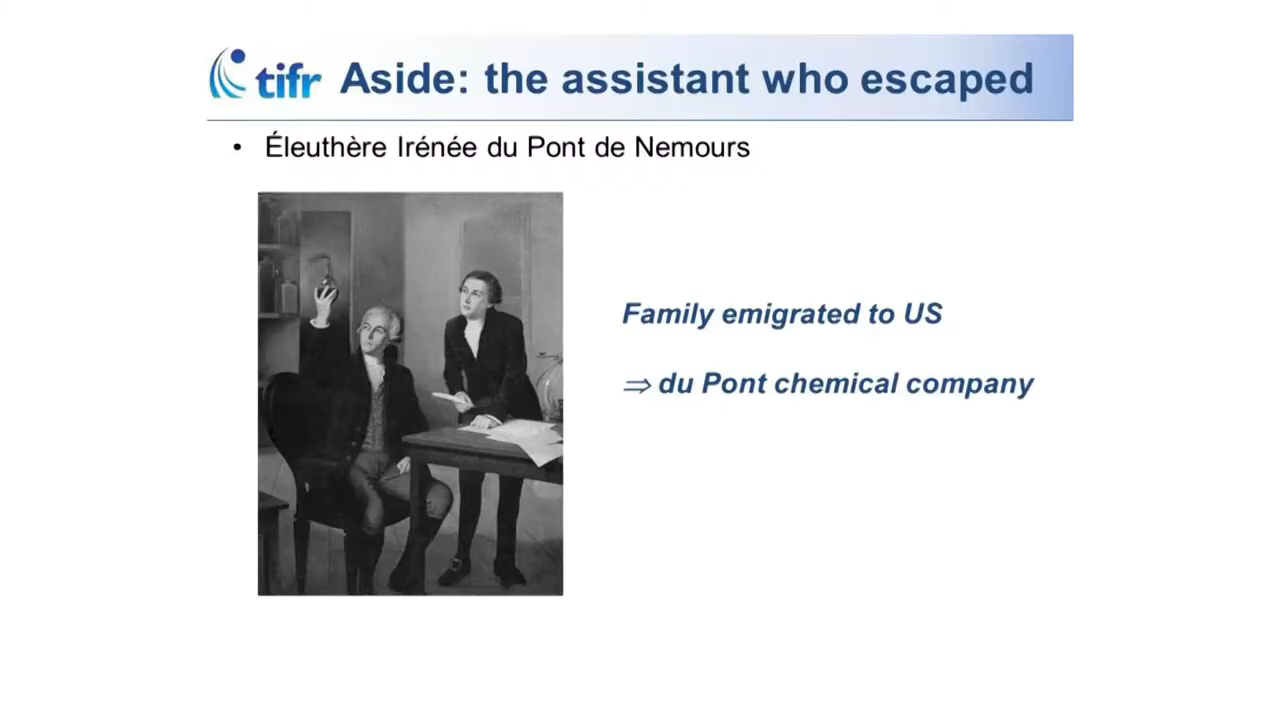 tifr Aside: the assistant who escaped
• Éleuthère Irénée du Pont de Nemours
Family emigrated to US
⇒ du Pont chemical company